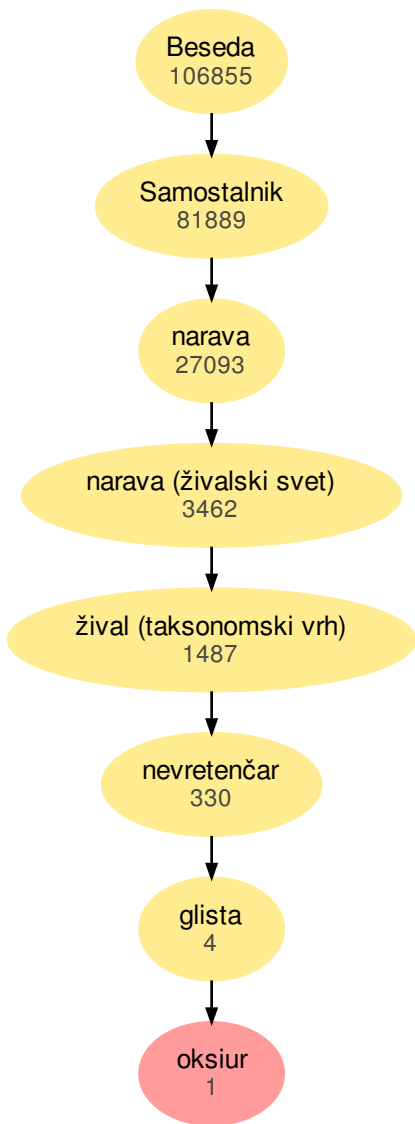 Beseda
106855
Samostalnik
81889
narava
27093
narava (živalski svet)
3462
žival (taksonomski vrh)
1487
nevretenčar
330
glista
4
oksiur
1